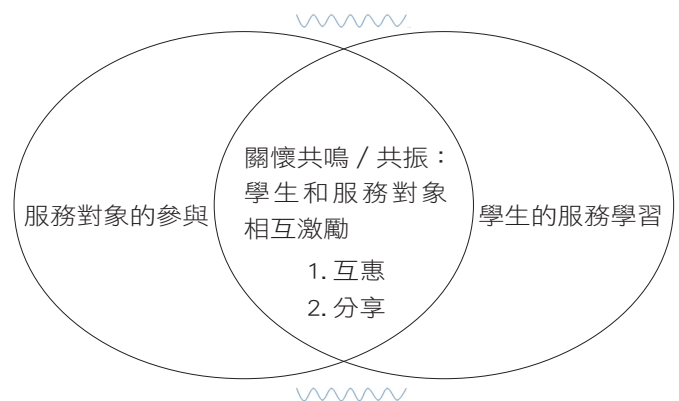 關懷共鳴 / 共振：
學生和服務對象
相互激勵
1. 互惠
2. 分享
服務對象的參與
學生的服務學習